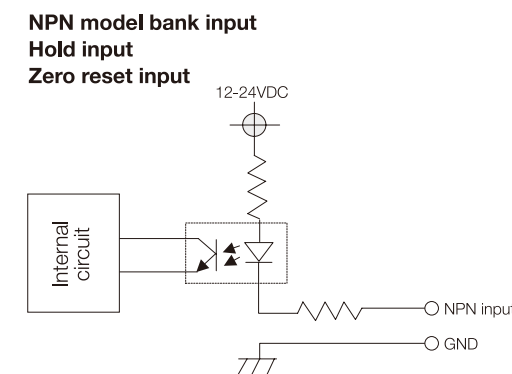 NPN model bank input
Hold input
Zero reset input
12-24VDC
Internal
circuit
NPN input
GND